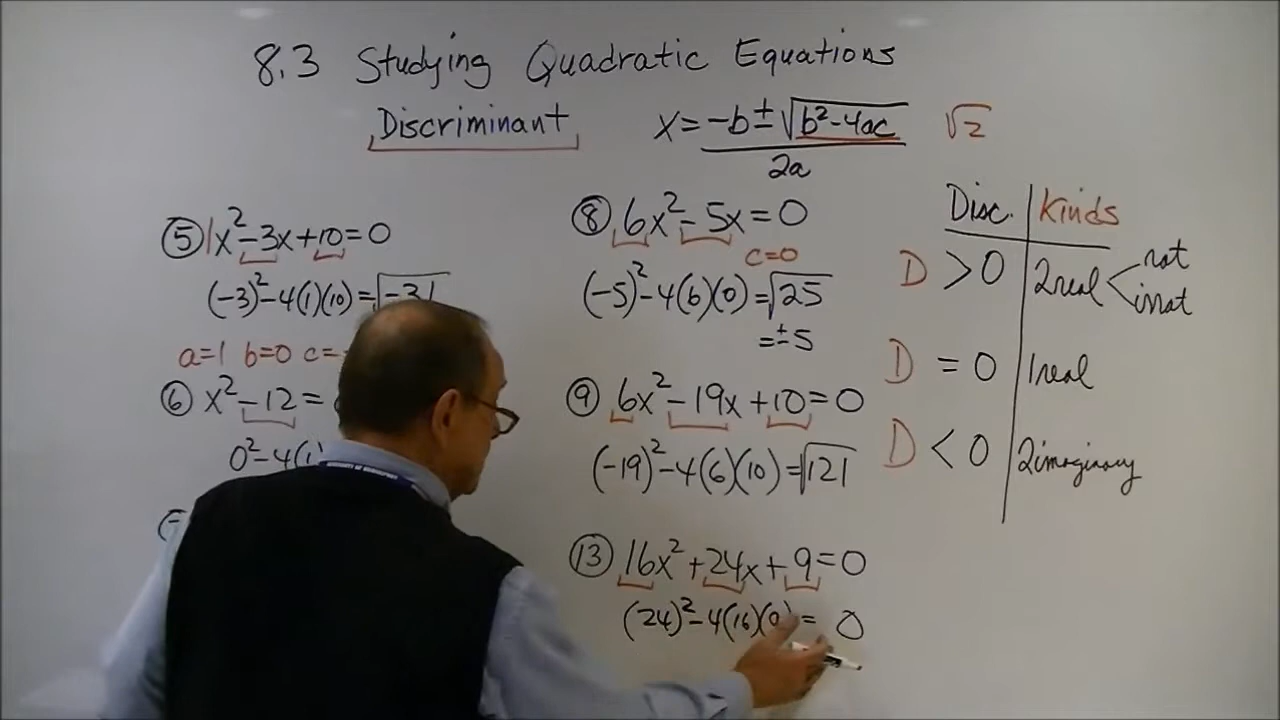 8.3 Studying Quadratic Equations
Discriminant x = -b ± √b² - 4ac / 2a √2
⑤ 1x² - 3x + 10 = 0
(-3)² - 4(1)(10) = √-31
a=1 b=0 c=-
⑥ x² - 12 =
0² - 4(1)
⑧ 6x² - 5x = 0
c=0
(-5)² - 4(6)(0) = √25
= ±5
⑨ 6x² - 19x + 10 = 0
(-19)² - 4(6)(10) = √121
⑬ 16x² + 24x + 9 = 0
(24)² - 4(16)( = 0
Disc. Kinds
D > 0 2real < rat
irrat
D = 0 1real
D < 0 2imaginary